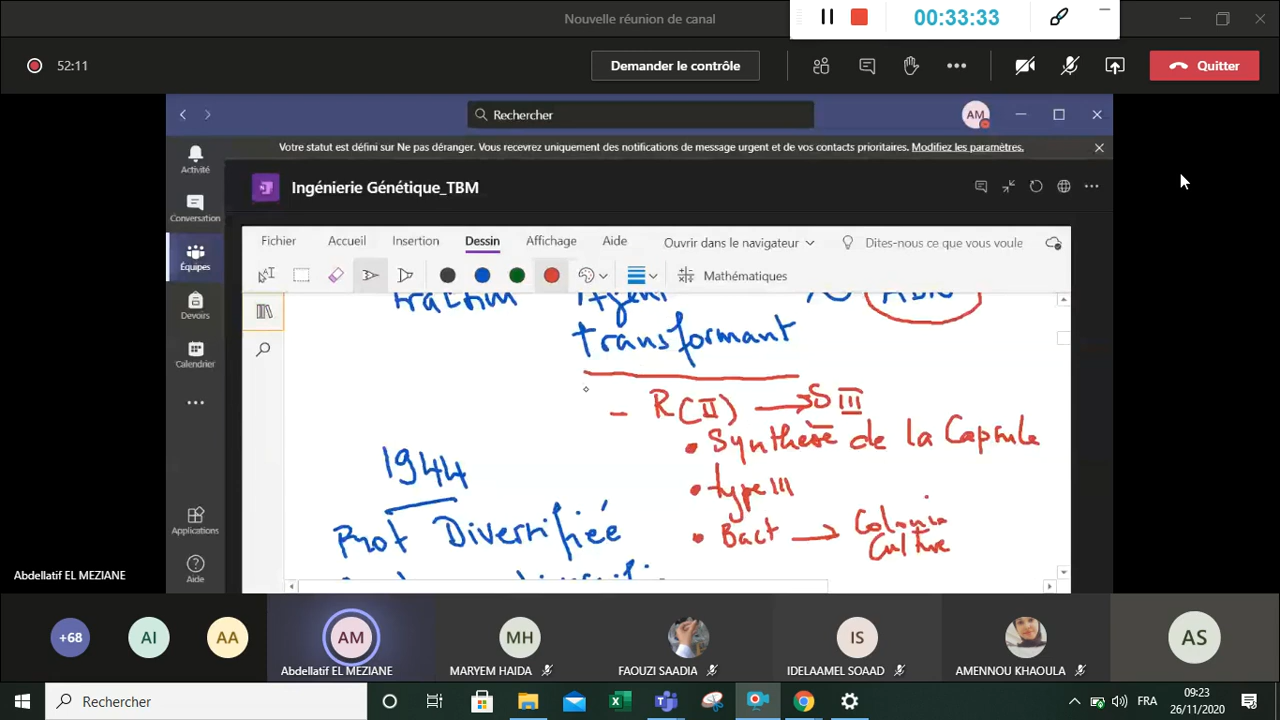 Nouvelle réunion de canal
00:33:33
52:11
Demander le contrôle
Quitter
Rechercher
AM
Votre statut est défini sur Ne pas déranger. Vous recevrez uniquement des notifications de message urgent et de vos contacts prioritaires. Modifiez les paramètres.
Activité
Conversation
Équipes
Devoirs
Calendrier
Applications
Aide
Ingénierie Génétique_TBM
Fichier Accueil Insertion Dessin Affichage Aide Ouvrir dans le navigateur Dites-nous ce que vous voule
Mathématiques
transformant
- R(II) → SIII
• Synthèse de la Capsule
• type III
1944
• Bact → Colonie
Culture
Prot Diversifiéé
Abdellatif EL MEZIANE
+68
AI
AA
AM
Abdellatif EL MEZIANE
MH
MARYEM HAIDA
FAOUZI SAADIA
IS
IDELAAMEL SOAAD
AMENNOU KHAOULA
AS
Rechercher
FRA
09:23
26/11/2020